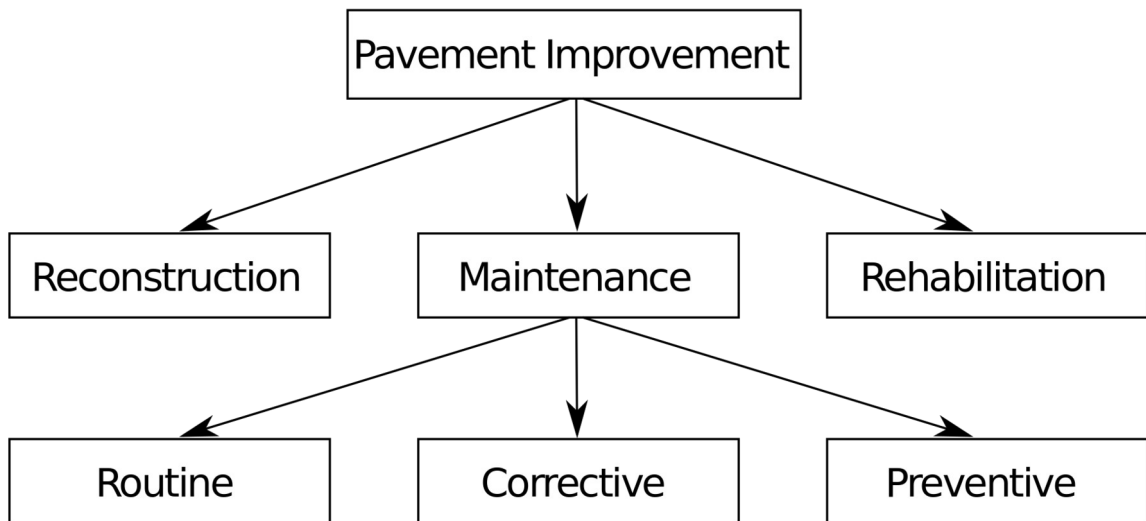 Pavement Improvement
Reconstruction
Maintenance
Rehabilitation
Routine
Corrective
Preventive